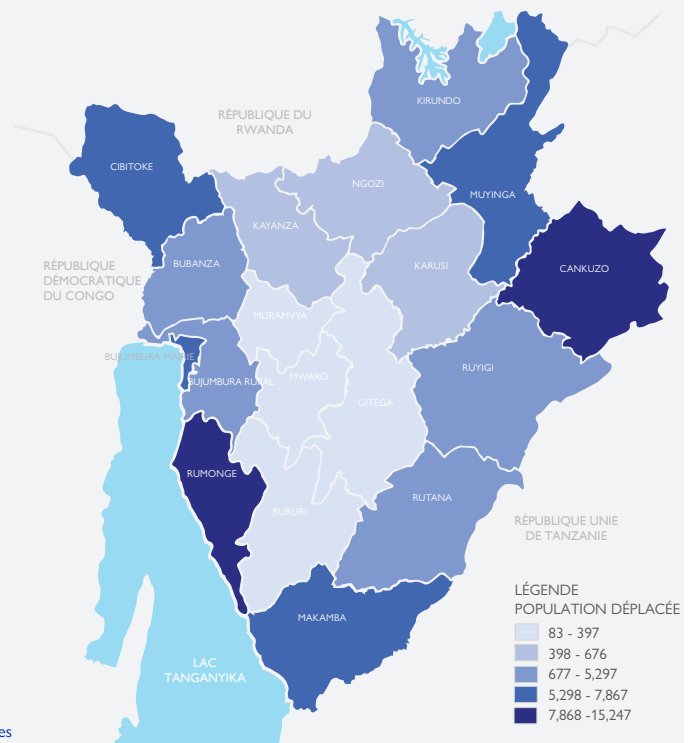 KIRUNDO
RÉPUBLIQUE DU
RWANDA
CIBITOKE
NGOZI
MUYINGA
KAYANZA
RÉPUBLIQUE
DÉMOCRATIQUE
DU CONGO
BUBANZA
KARUSI
CANKUZO
MURAMVYA
BUJUMBURA MAIRIE
BUJUMBURA RURAL
MWARO
RUYIGI
GITEGA
RUMONGE
RUTANA
BURURI
RÉPUBLIQUE UNIE
DE TANZANIE
MAKAMBA
LAC
TANGANYIKA
LÉGENDE
POPULATION DÉPLACÉE
83 - 397
398 - 676
677 - 5,297
5,298 - 7,867
7,868 -15,247
es